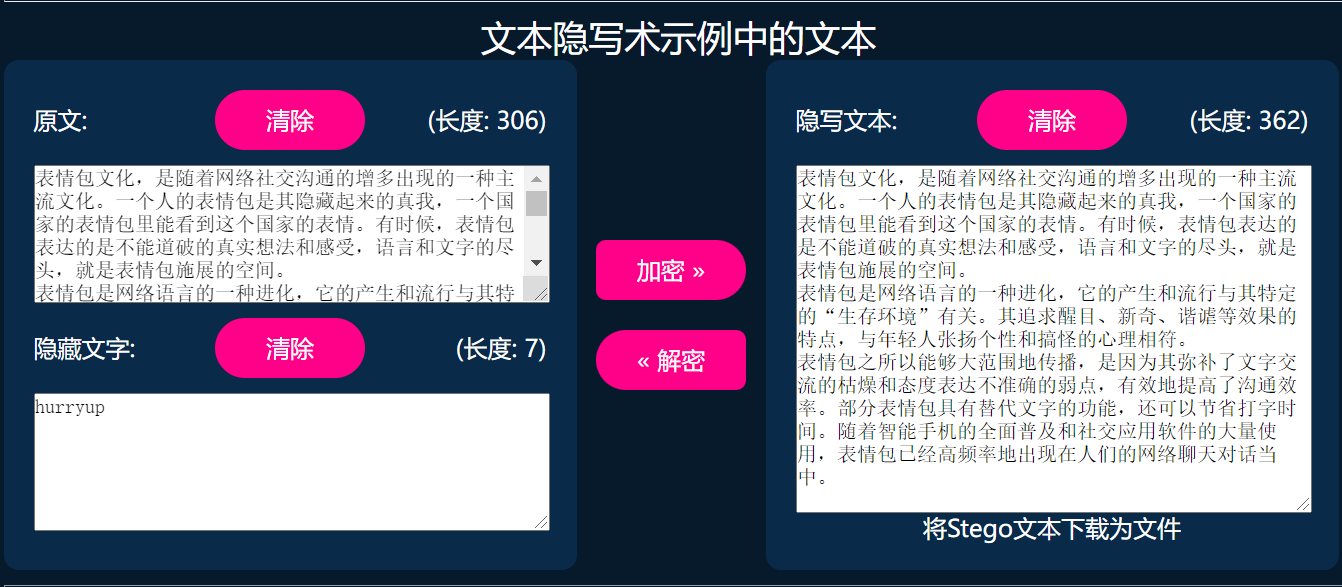 文本隐写术示例中的文本
原文:
清除
(长度: 306)
表情包文化，是随着网络社交沟通的增多出现的一种主
流文化。一个人的表情包是其隐藏起来的真我，一个国
家的表情包里能看到这个国家的表情。有时候，表情包
表达的是不能道破的真实想法和感受，语言和文字的尽
头，就是表情包施展的空间。
表情包是网络语言的一种进化，它的产生和流行与其特
隐藏文字:
清除
(长度: 7)
hurryup
加密 »
« 解密
隐写文本:
清除
(长度: 362)
表情包文化，是随着网络社交沟通的增多出现的一种主流
文化。一个人的表情包是其隐藏起来的真我，一个国家的
表情包里能看到这个国家的表情。有时候，表情包表达的
是不能道破的真实想法和感受，语言和文字的尽头，就是
表情包施展的空间。
表情包是网络语言的一种进化，它的产生和流行与其特定
的“生存环境”有关。其追求醒目、新奇、谐谑等效果的
特点，与年轻人张扬个性和搞怪的心理相符。
表情包之所以能够大范围地传播，是因为其弥补了文字交
流的枯燥和态度表达不准确的弱点，有效地提高了沟通效
率。部分表情包具有替代文字的功能，还可以节省打字时
间。随着智能手机的全面普及和社交应用软件的大量使
用，表情包已经高频率地出现在人们的网络聊天对话当
中。
将Stego文本下载为文件